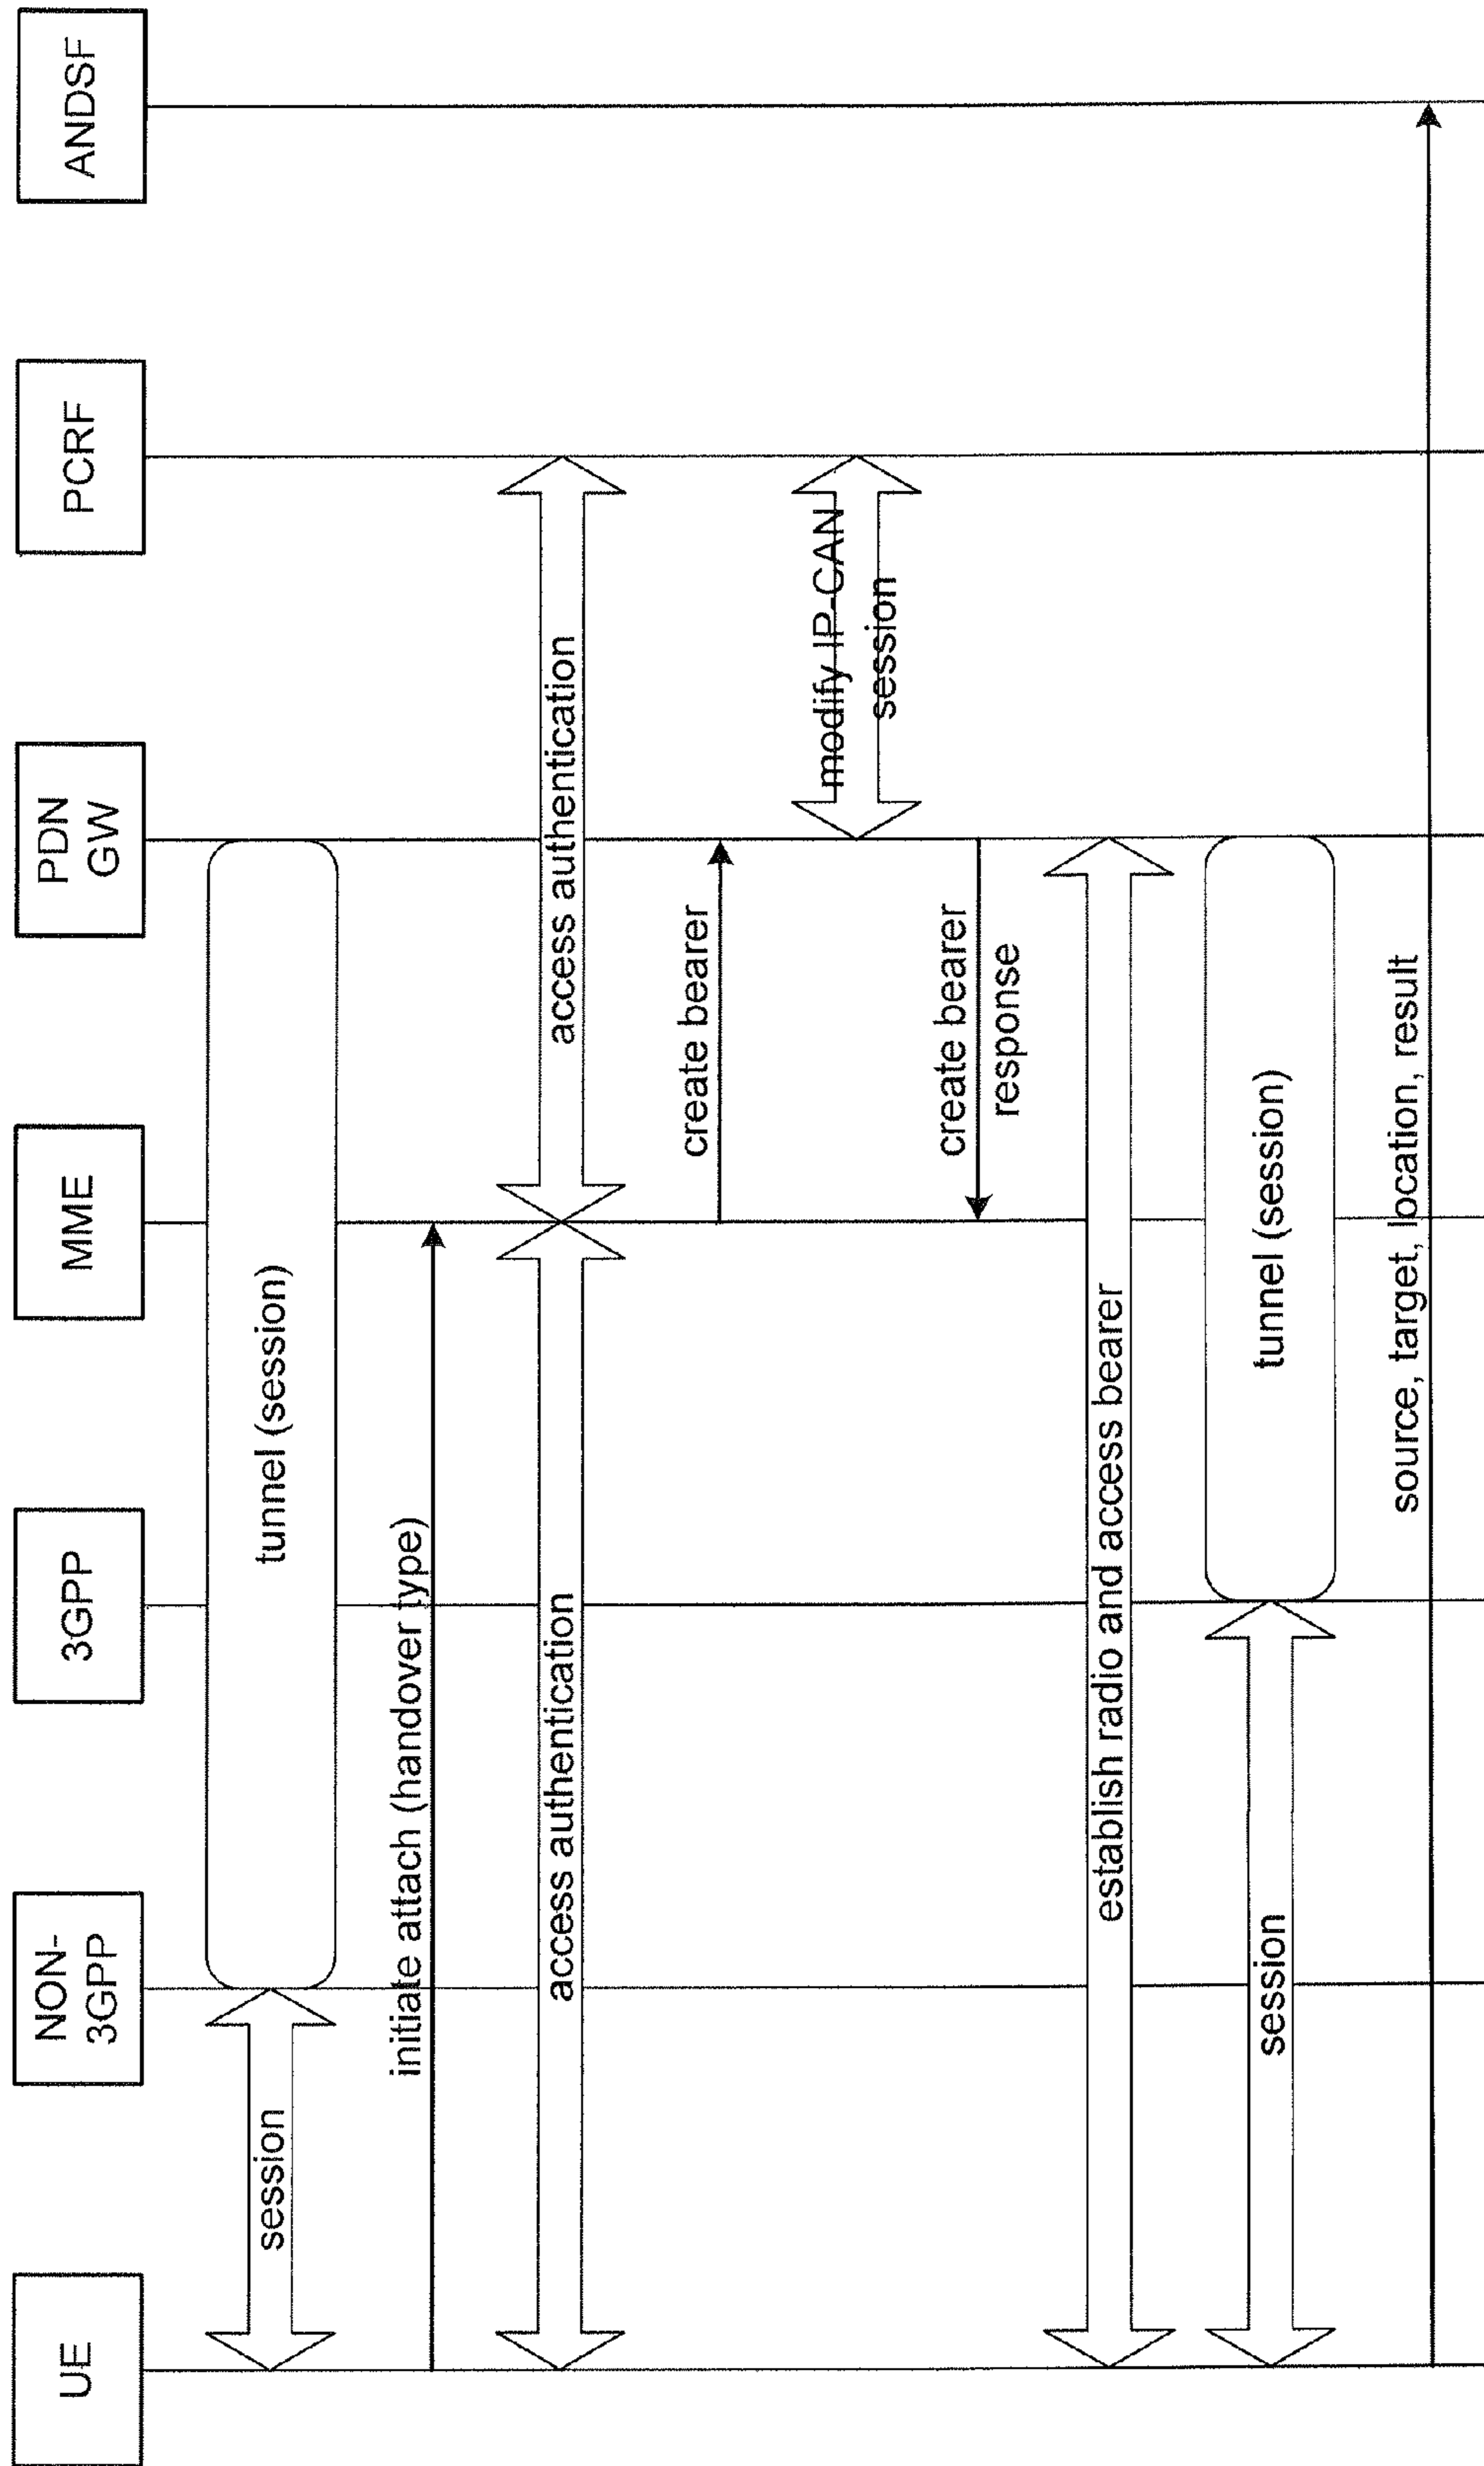 UE
NON-
3GPP
3GPP
MME
PDN
GW
PCRF
ANDSF
session
tunnel (session)
initiate attach (handover type)
access authentication
access authentication
create bearer
modify IP-CAN
session
create bearer
response
establish radio and access bearer
session
tunnel (session)
source, target, location, result